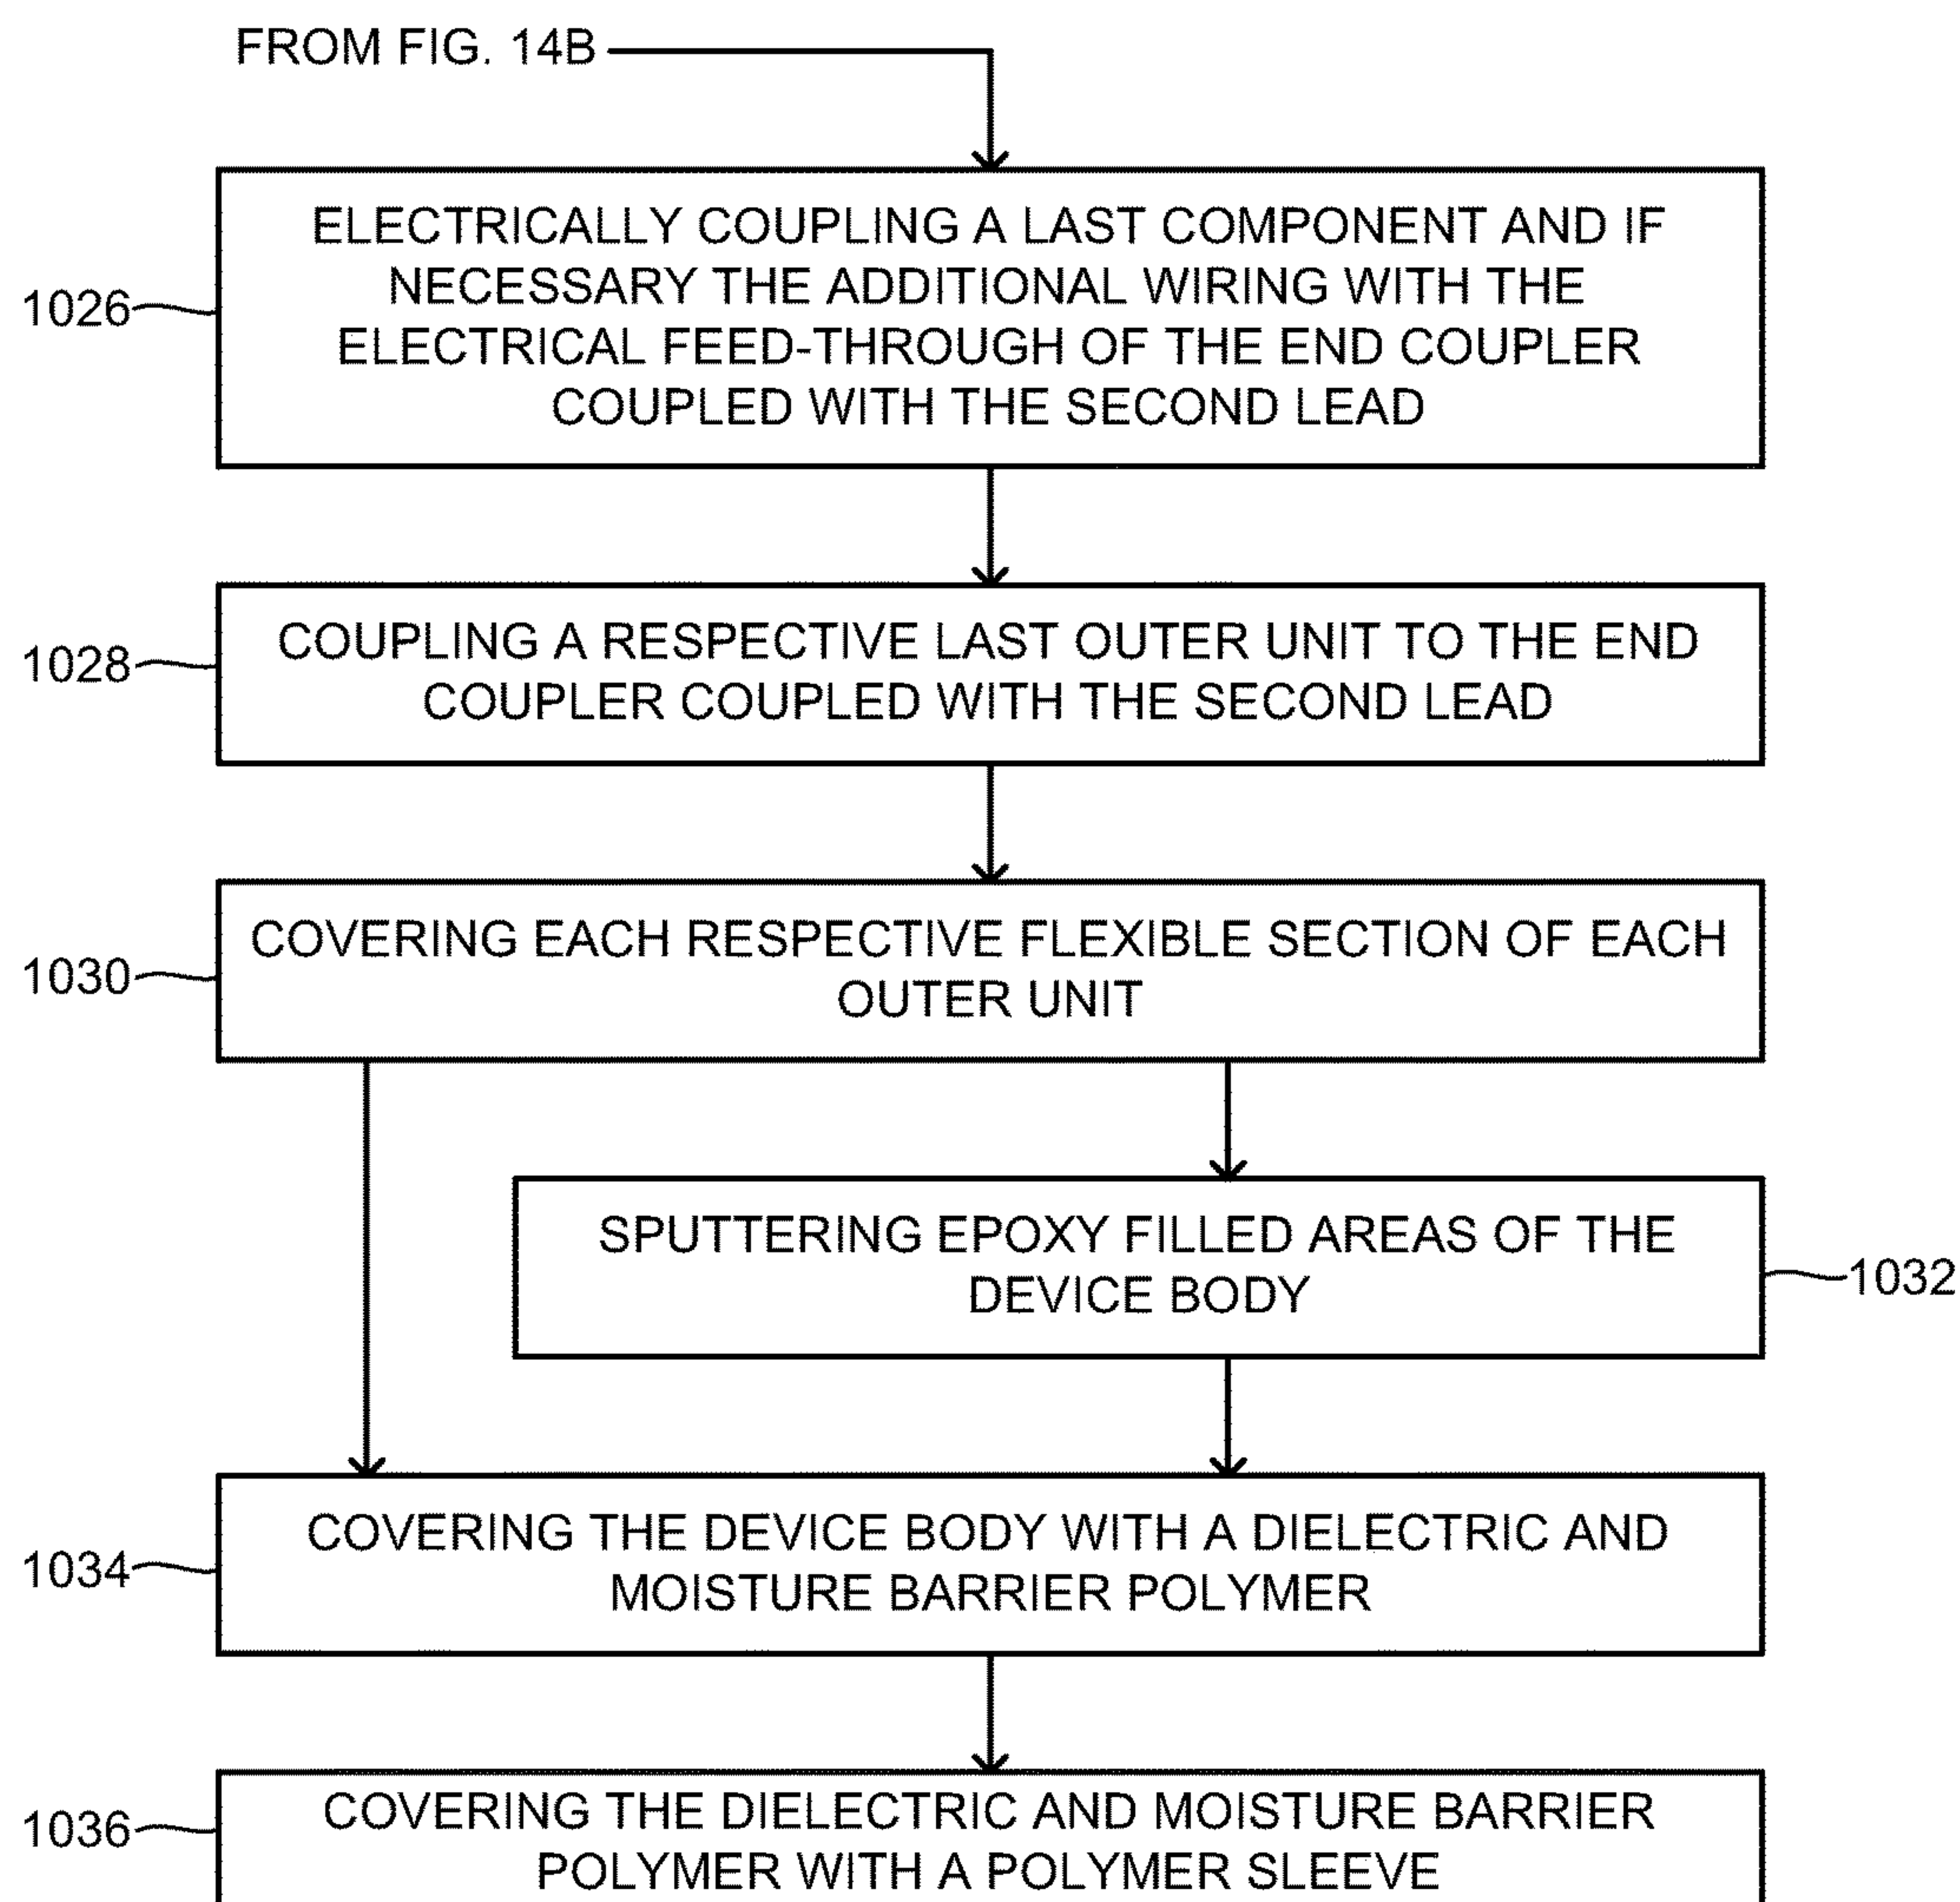 FROM FIG. 14B
1026
ELECTRICALLY COUPLING A LAST COMPONENT AND IF
NECESSARY THE ADDITIONAL WIRING WITH THE
ELECTRICAL FEED-THROUGH OF THE END COUPLER
COUPLED WITH THE SECOND LEAD
1028
COUPLING A RESPECTIVE LAST OUTER UNIT TO THE END
COUPLER COUPLED WITH THE SECOND LEAD
1030
COVERING EACH RESPECTIVE FLEXIBLE SECTION OF EACH
OUTER UNIT
SPUTTERING EPOXY FILLED AREAS OF THE
DEVICE BODY
1032
1034
COVERING THE DEVICE BODY WITH A DIELECTRIC AND
MOISTURE BARRIER POLYMER
1036
COVERING THE DIELECTRIC AND MOISTURE BARRIER
POLYMER WITH A POLYMER SLEEVE